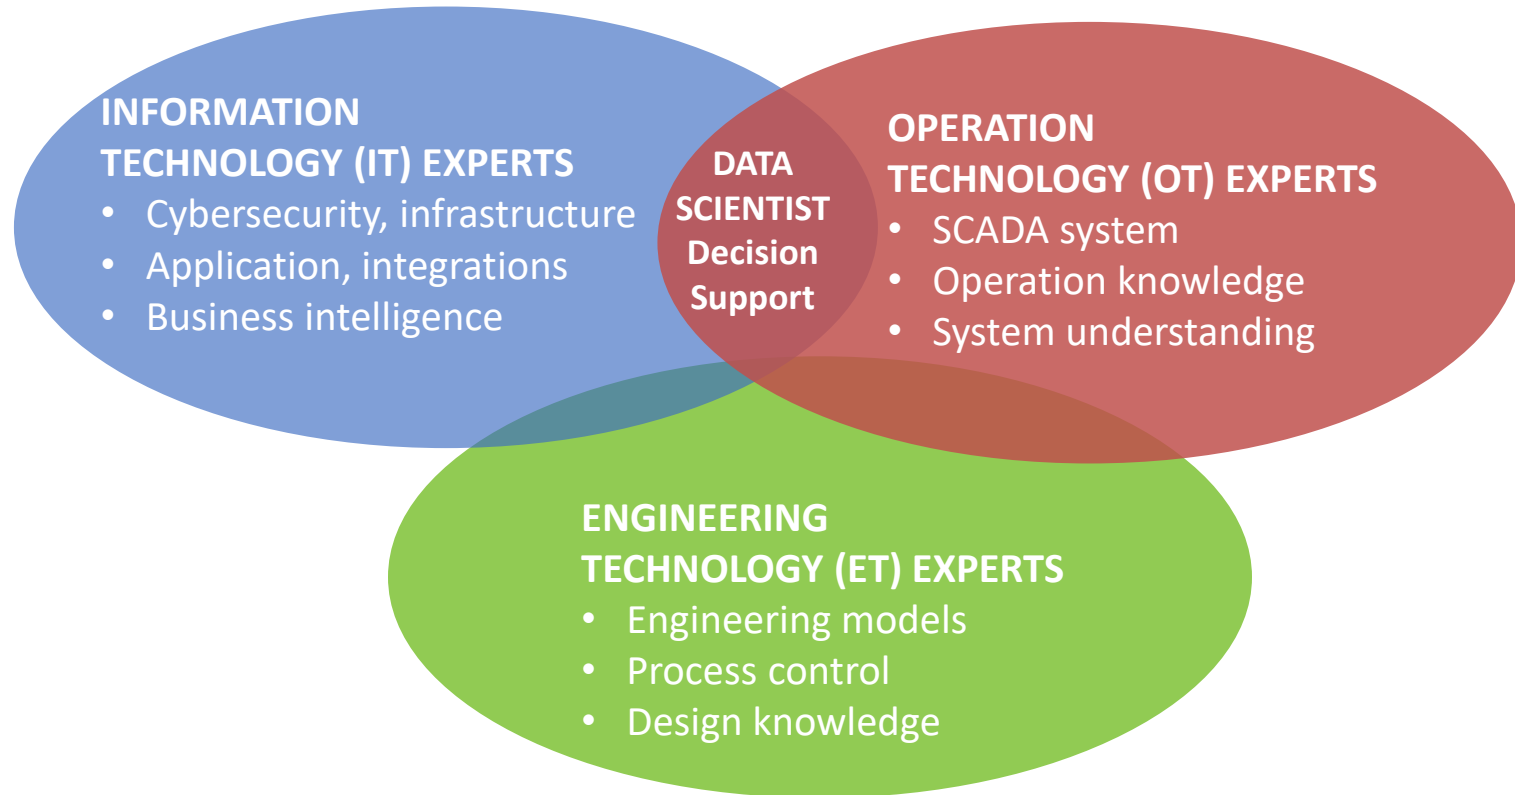 INFORMATION
TECHNOLOGY (IT) EXPERTS
• Cybersecurity, infrastructure
• Application, integrations
• Business intelligence
DATA
SCIENTIST
Decision
Support
OPERATION
TECHNOLOGY (OT) EXPERTS
• SCADA system
• Operation knowledge
• System understanding
ENGINEERING
TECHNOLOGY (ET) EXPERTS
• Engineering models
• Process control
• Design knowledge